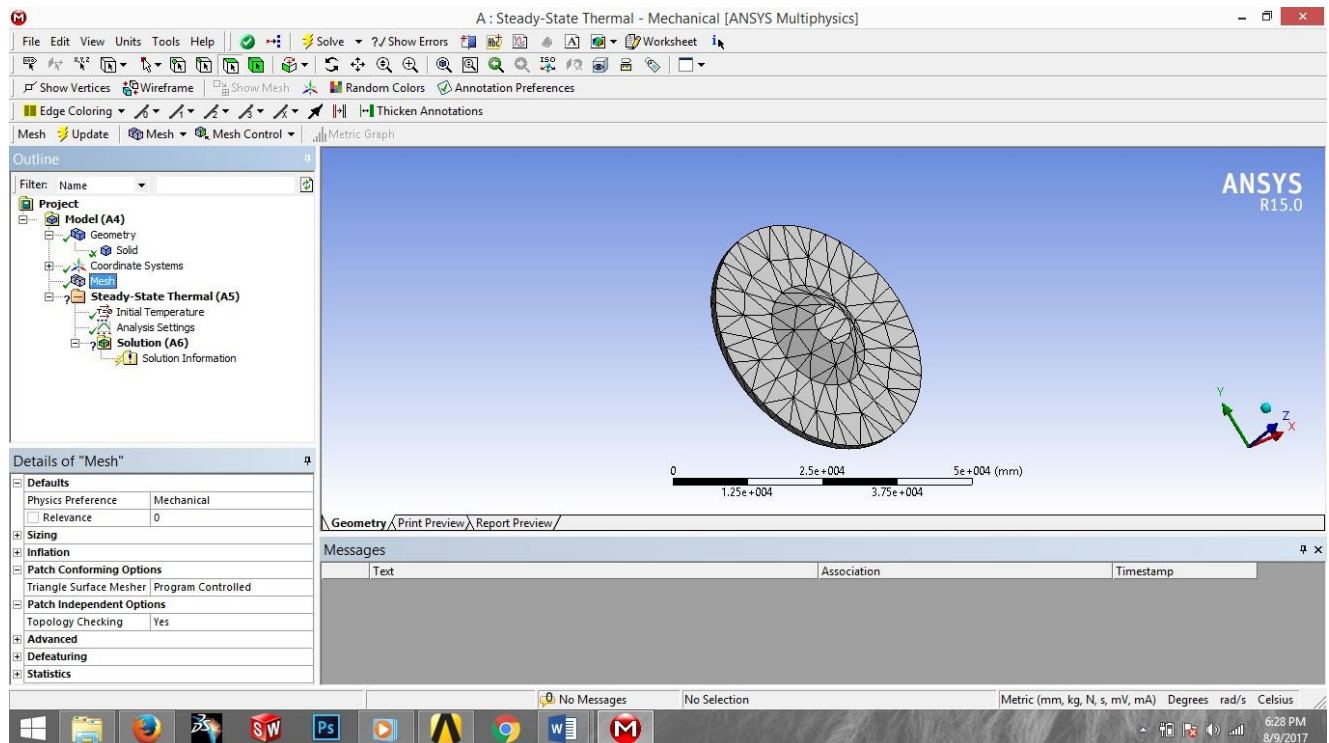 A : Steady-State Thermal - Mechanical [ANSYS Multiphysics]
File Edit View Units Tools Help Solve ?/ Show Errors Worksheet
Show Vertices Wireframe Show Mesh Random Colors Annotation Preferences
Edge Coloring Thicken Annotations
Mesh Update Mesh Mesh Control Metric Graph
Outline
Filter: Name
Project
Model (A4)
Geometry
Solid
Coordinate Systems
Mesh
Steady-State Thermal (A5)
Initial Temperature
Analysis Settings
Solution (A6)
Solution Information
ANSYS
R15.0
Y
Z
X
0 2.5e+004 5e+004 (mm)
1.25e+004 3.75e+004
Geometry Print Preview Report Preview
Details of "Mesh"
Defaults
Physics Preference Mechanical
Relevance 0
Sizing
Inflation
Patch Conforming Options
Triangle Surface Mesher Program Controlled
Patch Independent Options
Topology Checking Yes
Advanced
Defeaturing
Statistics
Messages
Text Association Timestamp
0 No Messages No Selection Metric (mm, kg, N, s, mV, mA) Degrees rad/s Celsius
SW Ps W M
6:28 PM
8/9/2017